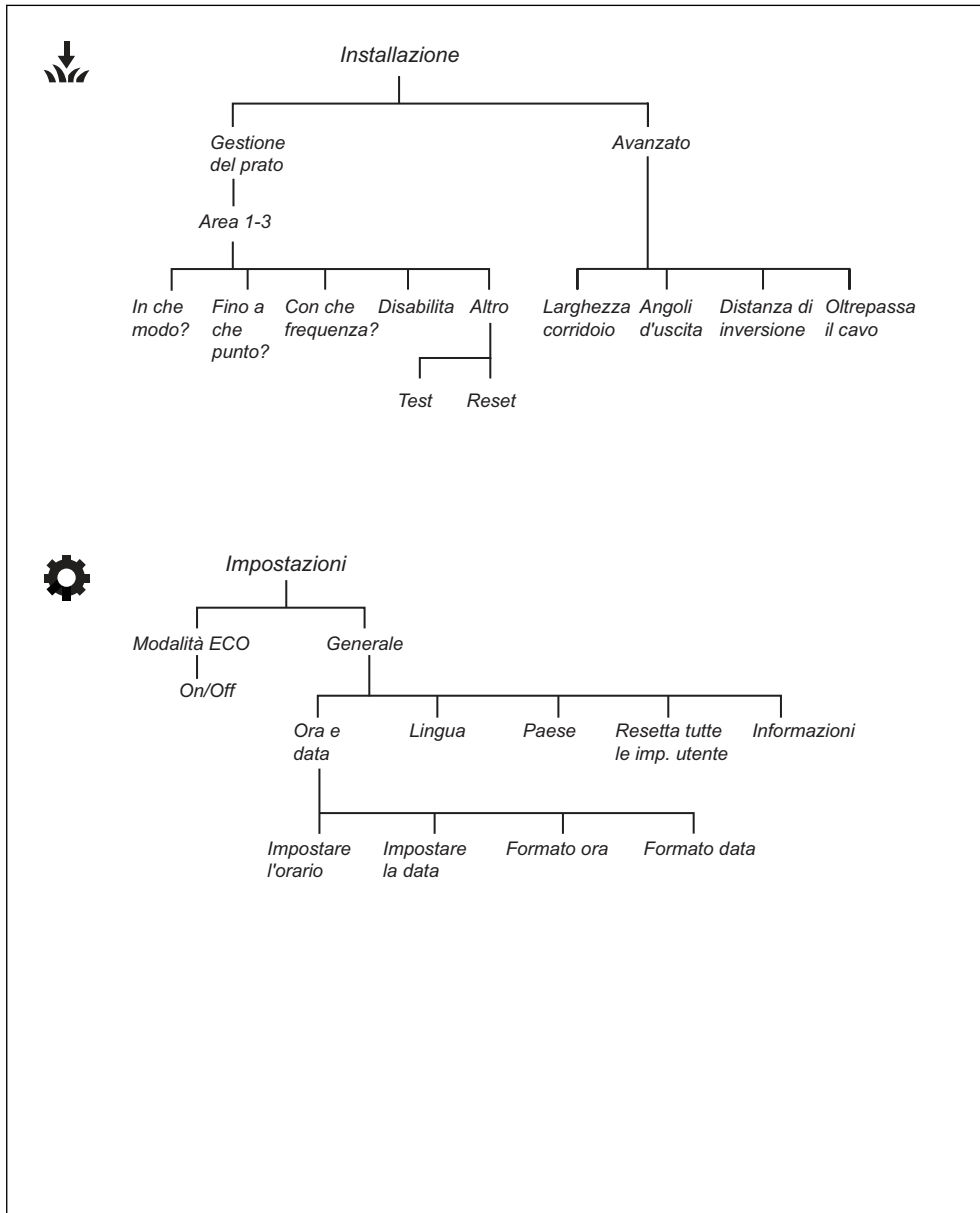 Installazione
Gestione
del prato
Avanzato
Area 1-3
In che
modo?
Fino a
che
punto?
Con che
frequenza?
Disabilita
Altro
Larghezza
corridoio
Angoli
d'uscita
Distanza di
inversione
Oltrepassa
il cavo
Test
Reset
Impostazioni
Modalità ECO
Generale
On/Off
Ora e
data
Lingua
Paese
Resetta tutte
le imp. utente
Informazioni
Impostare
l'orario
Impostare
la data
Formato ora
Formato data